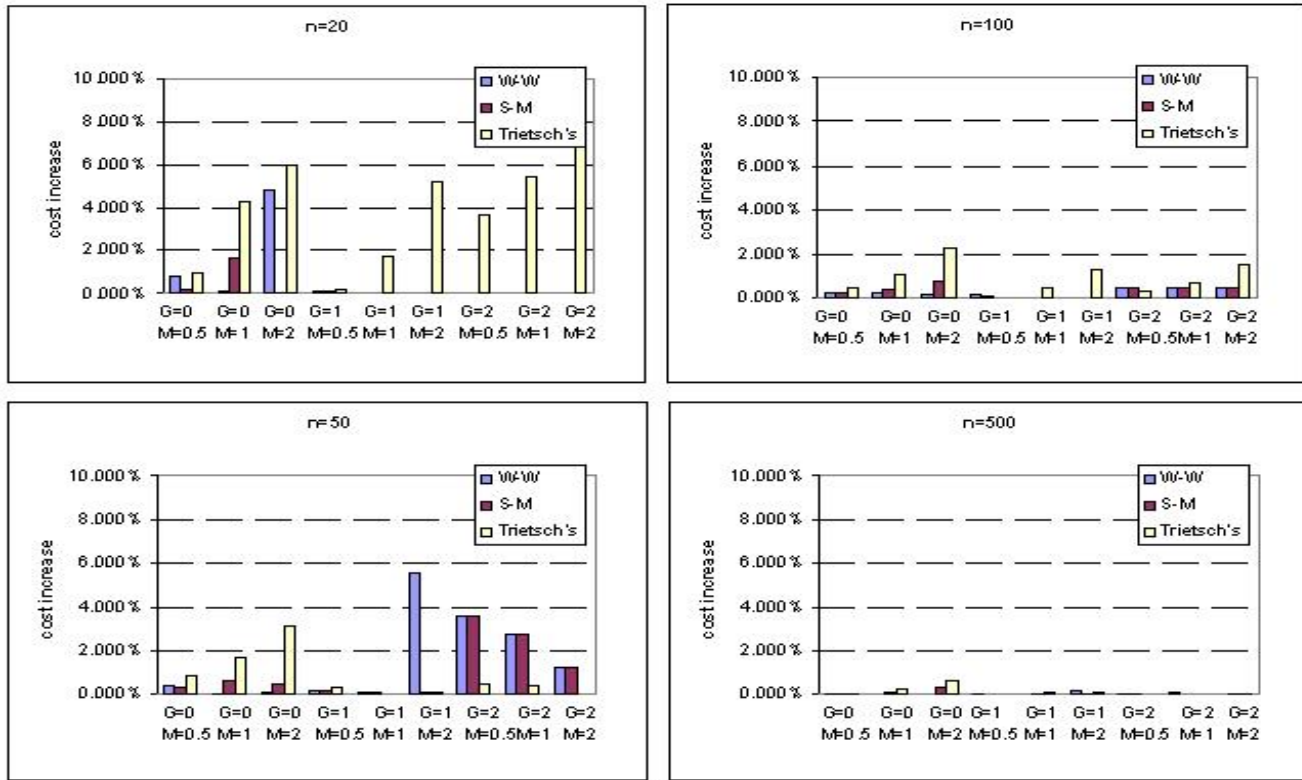 n=20
10.000%
8.000%
6.000%
4.000%
2.000%
0.000%
cost increase
W-W
S-M
Trietsch's
G=0 G=0 G=0 G=1 G=1 G=1 G=2 G=2 G=2
M=0.5 M=1 M=2 M=0.5 M=1 M=2 M=0.5 M=1 M=2
n=100
10.000%
8.000%
6.000%
4.000%
2.000%
0.000%
cost increase
W-W
S-M
Trietsch's
G=0 G=0 G=0 G=1 G=1 G=1 G=2 G=2 G=2
M=0.5 M=1 M=2 M=0.5 M=1 M=2 M=0.5 M=1 M=2
n=50
10.000%
8.000%
6.000%
4.000%
2.000%
0.000%
cost increase
W-W
S-M
Trietsch's
G=0 G=0 G=0 G=1 G=1 G=1 G=2 G=2 G=2
M=0.5 M=1 M=2 M=0.5 M=1 M=2 M=0.5 M=1 M=2
n=500
10.000%
8.000%
6.000%
4.000%
2.000%
0.000%
cost increase
W-W
S-M
Trietsch's
G=0 G=0 G=0 G=1 G=1 G=1 G=2 G=2 G=2
M=0.5 M=1 M=2 M=0.5 M=1 M=2 M=0.5 M=1 M=2